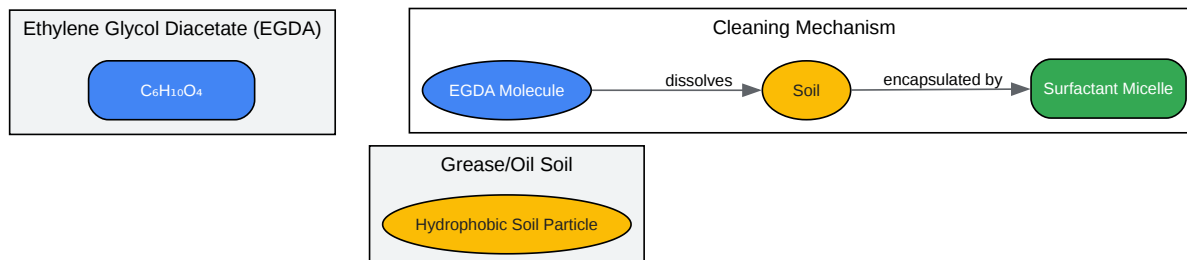 Ethylene Glycol Diacetate (EGDA)
C₆H₁₀O₄
Cleaning Mechanism
EGDA Molecule
dissolves
Soil
encapsulated by
Surfactant Micelle
Grease/Oil Soil
Hydrophobic Soil Particle